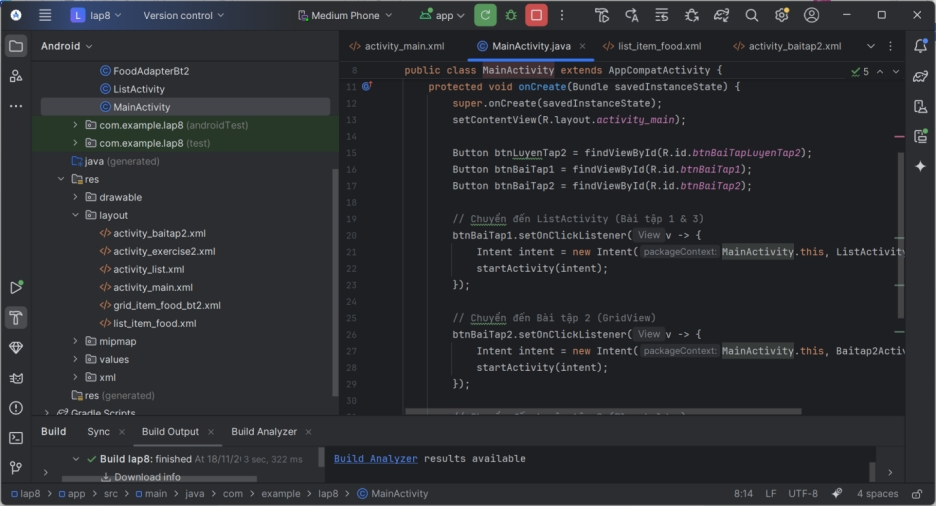 L lap8 Version control Medium Phone app
Android
activity_main.xml MainActivity.java list_item_food.xml activity_baitap2.xml
FoodAdapterBt2
ListActivity
MainActivity
com.example.lap8 (androidTest)
com.example.lap8 (test)
java (generated)
res
drawable
layout
activity_baitap2.xml
activity_exercise2.xml
activity_list.xml
activity_main.xml
grid_item_food_bt2.xml
list_item_food.xml
mipmap
values
xml
res (generated)
Gradle Scripts
8 public class MainActivity extends AppCompatActivity { 5
11 protected void onCreate(Bundle savedInstanceState) {
12 super.onCreate(savedInstanceState);
13 setContentView(R.layout.activity_main);
14
15 Button btnLuyenTap2 = findViewById(R.id.btnBaiTapLuyenTap2);
16 Button btnBaiTap1 = findViewById(R.id.btnBaiTap1);
17 Button btnBaiTap2 = findViewById(R.id.btnBaiTap2);
18
19 // Chuyển đến ListActivity (Bài tập 1 & 3)
20 btnBaiTap1.setOnClickListener( View v -> {
21 Intent intent = new Intent( packageContext: MainActivity.this, ListActivity
22 startActivity(intent);
23 });
24
25 // Chuyển đến Bài tập 2 (GridView)
26 btnBaiTap2.setOnClickListener( View v -> {
27 Intent intent = new Intent( packageContext: MainActivity.this, Baitap2Activ
28 startActivity(intent);
29 });
30
Build Sync Build Output Build Analyzer
Build lap8: finished At 18/11/2 3 sec, 322 ms
Download info
Build Analyzer results available
lap8 > app > src > main > java > com > example > lap8 > MainActivity 8:14 LF UTF-8 4 spaces